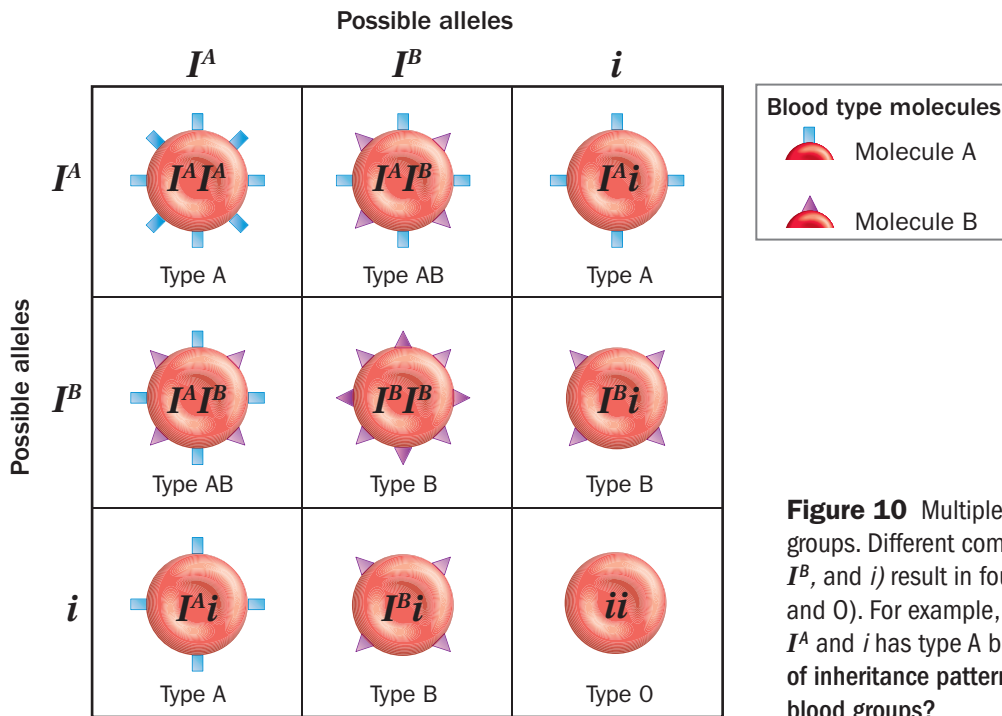 Possible alleles
I^A I^B i
Blood type molecules
Molecule A
Molecule B
Possible alleles
I^A
I^AI^A I^AI^B I^Ai
Type A Type AB Type A
I^B
I^AI^B I^BI^B I^Bi
Type AB Type B Type B
i
I^Ai I^Bi ii
Type A Type B Type O
Figure 10 Multiple
groups. Different com
I^B, and i) result in fou
and O). For example,
I^A and i has type A b
of inheritance pattern
blood groups?